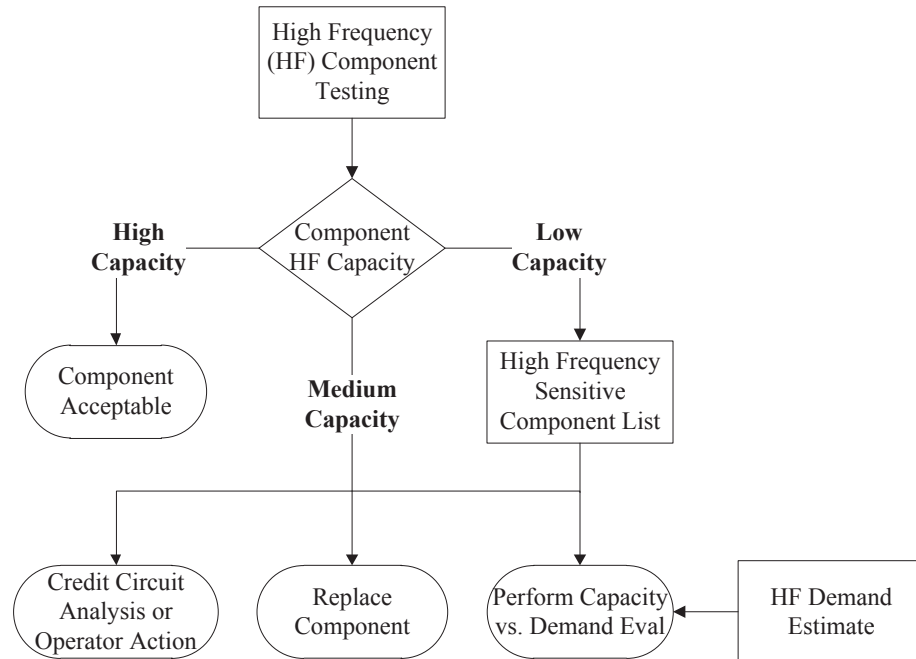 High Frequency
(HF) Component
Testing
High
Capacity
Component
HF Capacity
Low
Capacity
Component
Acceptable
Medium
Capacity
High Frequency
Sensitive
Component List
Credit Circuit
Analysis or
Operator Action
Replace
Component
Perform Capacity
vs. Demand Eval
HF Demand
Estimate